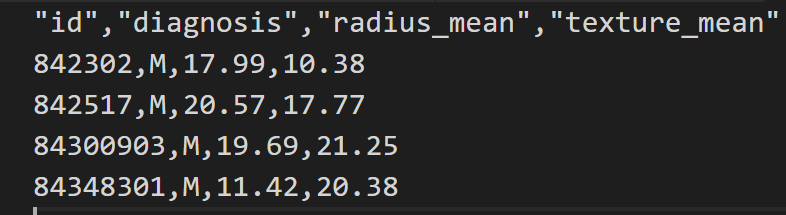 "id","diagnosis","radius_mean","texture_mean"
842302,M,17.99,10.38
842517,M,20.57,17.77
84300903,M,19.69,21.25
84348301,M,11.42,20.38